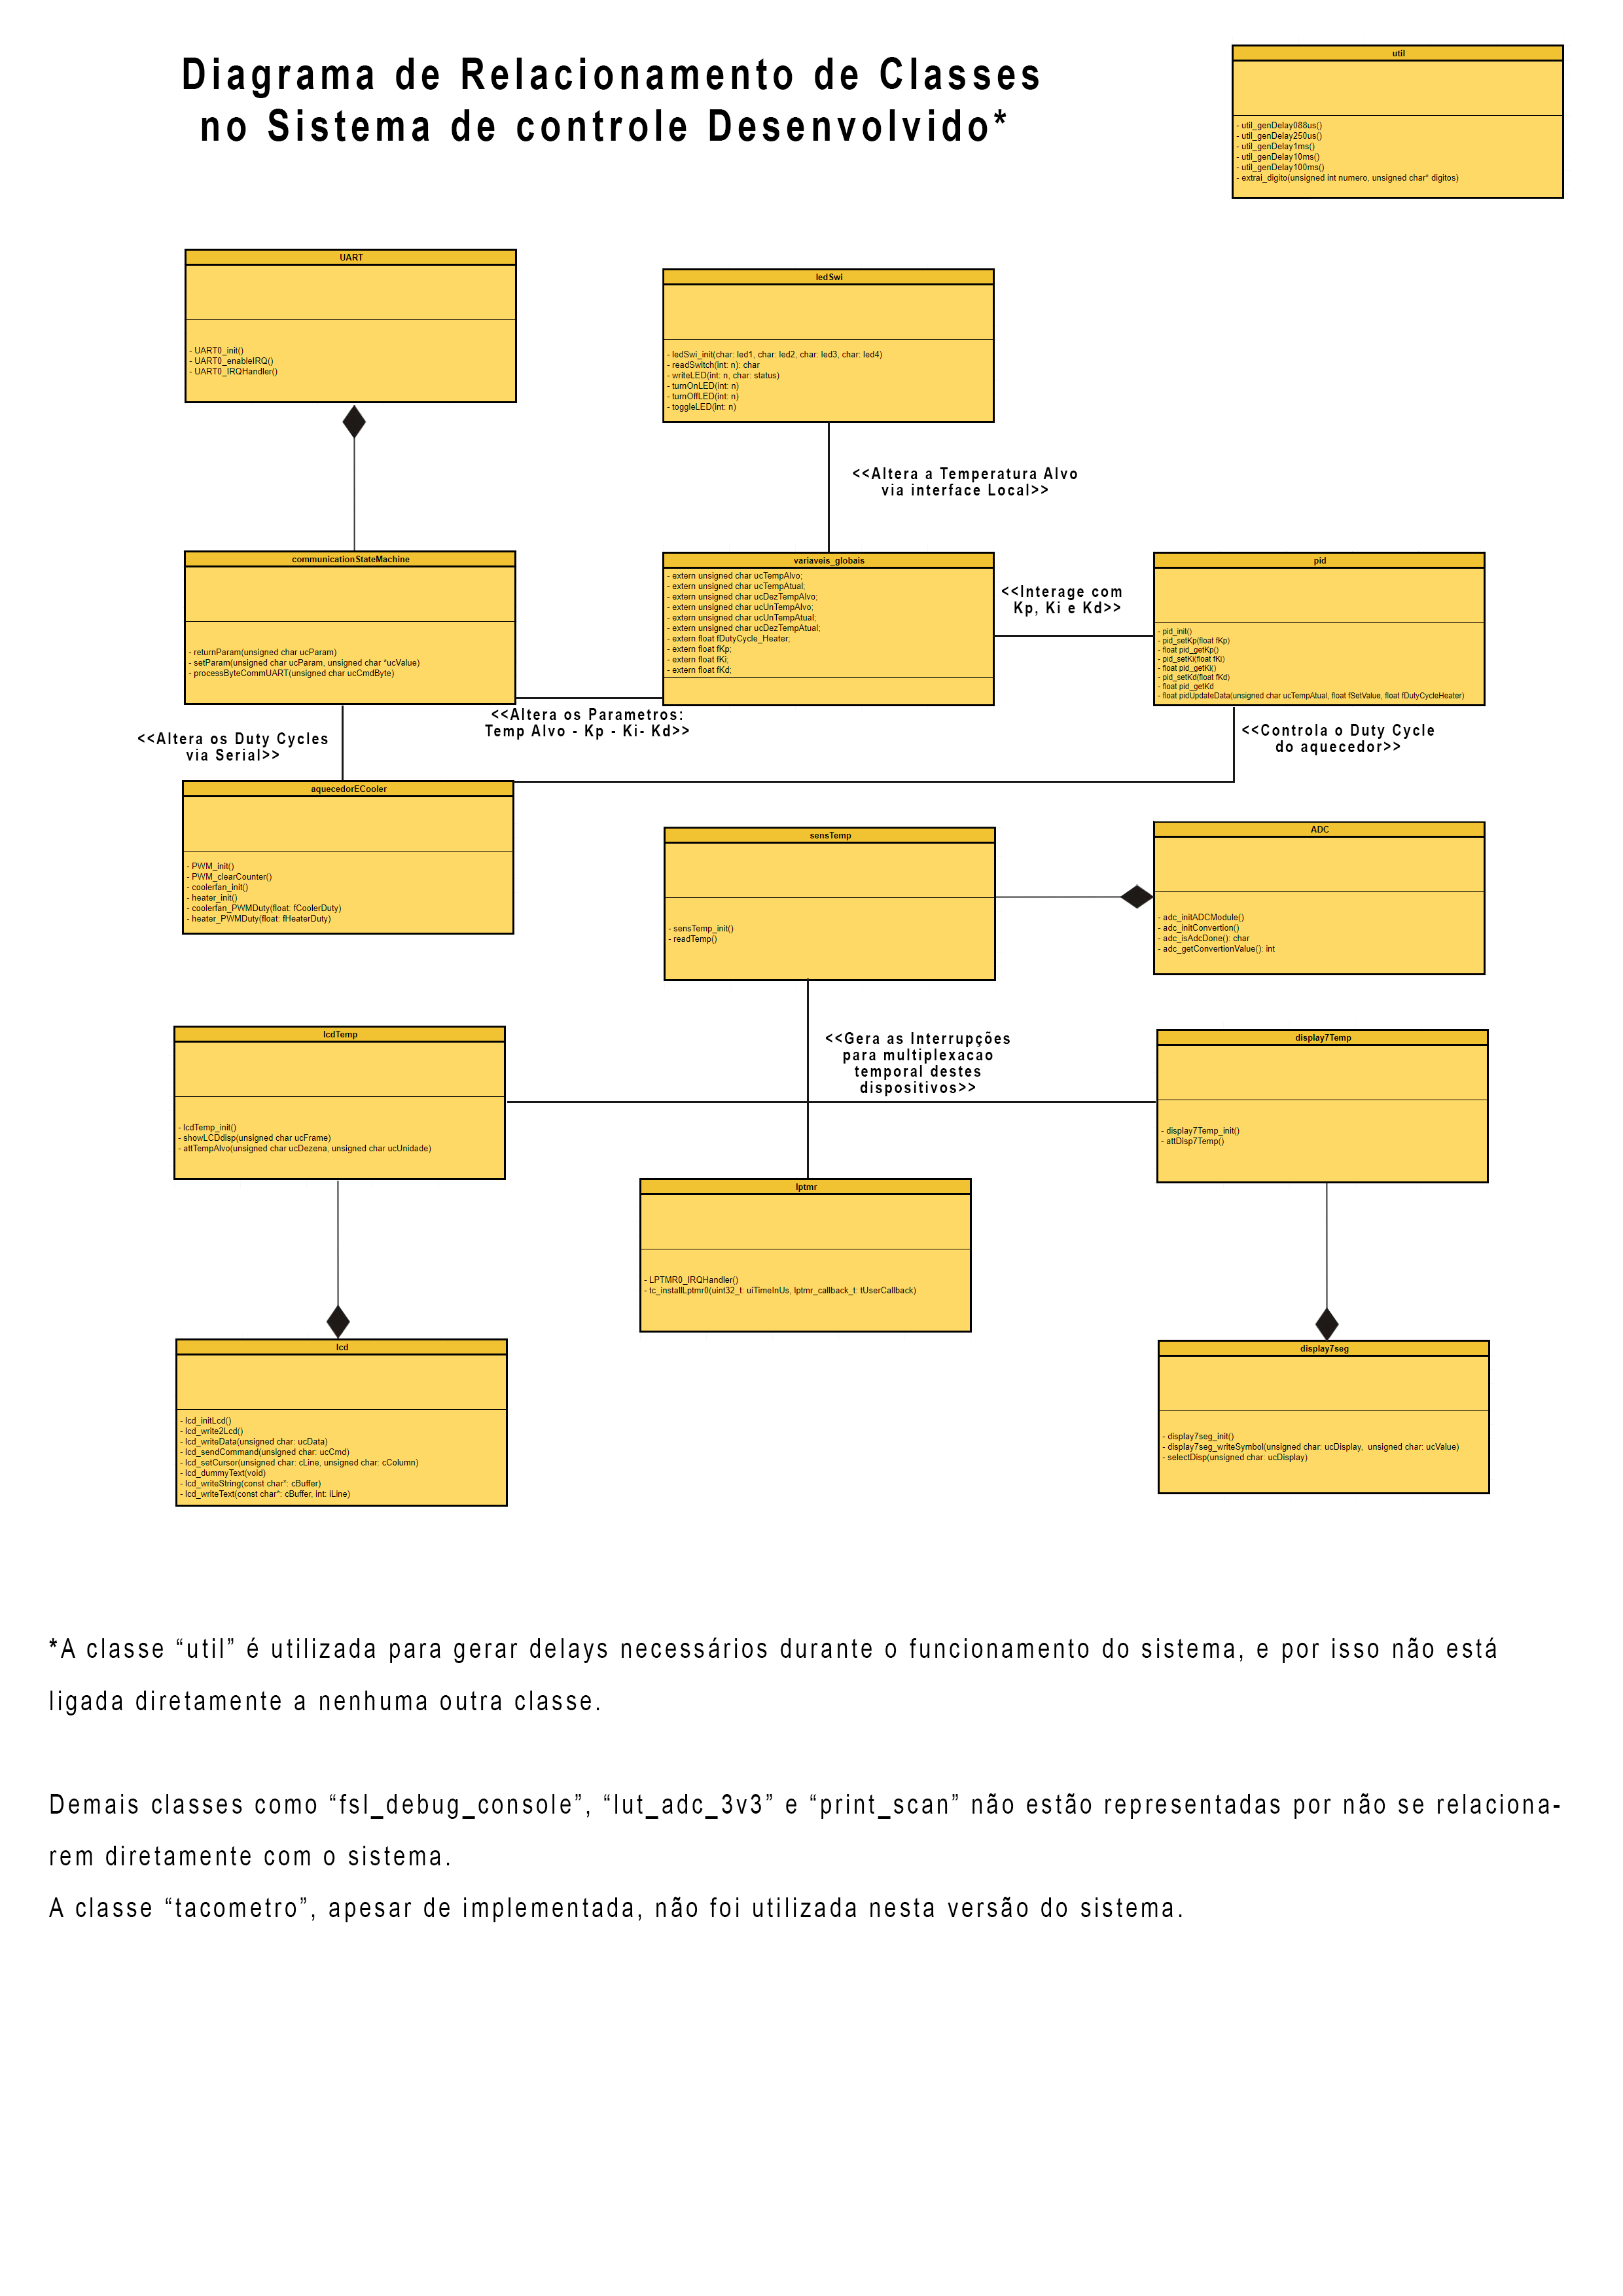 Diagrama de Relacionamento de Classes
no Sistema de controle Desenvolvido*
util
- util_genDelay088us()
- util_genDelay250us()
- util_genDelay1ms()
- util_genDelay10ms()
- util_genDelay100ms()
- extrai_digito(unsigned int numero, unsigned char* digitos)
UART
- UART0_init()
- UART0_enableIRQ()
- UART0_IRQHandler()
ledSwi
- ledSwi_init(char: led1, char: led2, char: led3, char: led4)
- readSwitch(int: n): char
- writeLED(int: n, char: status)
- turnOnLED(int: n)
- turnOffLED(int: n)
- toggleLED(int: n)
<<Altera a Temperatura Alvo
via interface Local>>
communicationStateMachine
- returnParam(unsigned char ucParam)
- setParam(unsigned char ucParam, unsigned char *ucValue)
- processByteCommUART(unsigned char ucCmdByte)
variaveis_globais
- extern unsigned char ucTempAlvo;
- extern unsigned char ucTempAtual;
- extern unsigned char ucDezTempAlvo;
- extern unsigned char ucUnTempAlvo;
- extern unsigned char ucUnTempAtual;
- extern unsigned char ucDezTempAtual;
- extern float fDutyCycle_Heater;
- extern float fKp;
- extern float fKi;
- extern float fKd;
<<Interage com
Kp, Ki e Kd>>
pid
- pid_init()
- pid_setKp(float fKp)
- float pid_getKp()
- pid_setKi(float fKi)
- float pid_getKi()
- pid_setKd(float fKd)
- float pid_getKd
- float pidUpdateData(unsigned char ucTempAtual, float fSetValue, float fDutyCycleHeater)
<<Altera os Parametros:
Temp Alvo - Kp - Ki- Kd>>
<<Altera os Duty Cycles
via Serial>>
<<Controla o Duty Cycle
do aquecedor>>
aquecedorECooler
- PWM_init()
- PWM_clearCounter()
- coolerfan_init()
- heater_init()
- coolerfan_PWMDuty(float: fCoolerDuty)
- heater_PWMDuty(float: fHeaterDuty)
sensTemp
- sensTemp_init()
- readTemp()
ADC
- adc_initADCModule()
- adc_initConvertion()
- adc_isAdcDone(): char
- adc_getConvertionValue(): int
lcdTemp
- lcdTemp_init()
- showLCDdisp(unsigned char ucFrame)
- attTempAlvo(unsigned char ucDezena, unsigned char ucUnidade)
<<Gera as Interrupções
para multiplexacao
temporal destes
dispositivos>>
display7Temp
- display7Temp_init()
- attDisp7Temp()
lptmr
- LPTMR0_IRQHandler()
- tc_installLptmr0(uint32_t: uiTimeInUs, lptmr_callback_t: tUserCallback)
lcd
- lcd_initLcd()
- lcd_write2Lcd()
- lcd_writeData(unsigned char: ucData)
- lcd_sendCommand(unsigned char: ucCmd)
- lcd_setCursor(unsigned char: cLine, unsigned char: cColumn)
- lcd_dummyText(void)
- lcd_writeString(const char*: cBuffer)
- lcd_writeText(const char*: cBuffer, int: iLine)
display7seg
- display7seg_init()
- display7seg_writeSymbol(unsigned char: ucDisplay,  unsigned char: ucValue)
- selectDisp(unsigned char: ucDisplay)
*A classe “util” é utilizada para gerar delays necessários durante o funcionamento do sistema, e por isso não está
ligada diretamente a nenhuma outra classe.
Demais classes como “fsl_debug_console”, “lut_adc_3v3” e “print_scan” não estão representadas por não se relaciona-
rem diretamente com o sistema.
A classe “tacometro”, apesar de implementada, não foi utilizada nesta versão do sistema.